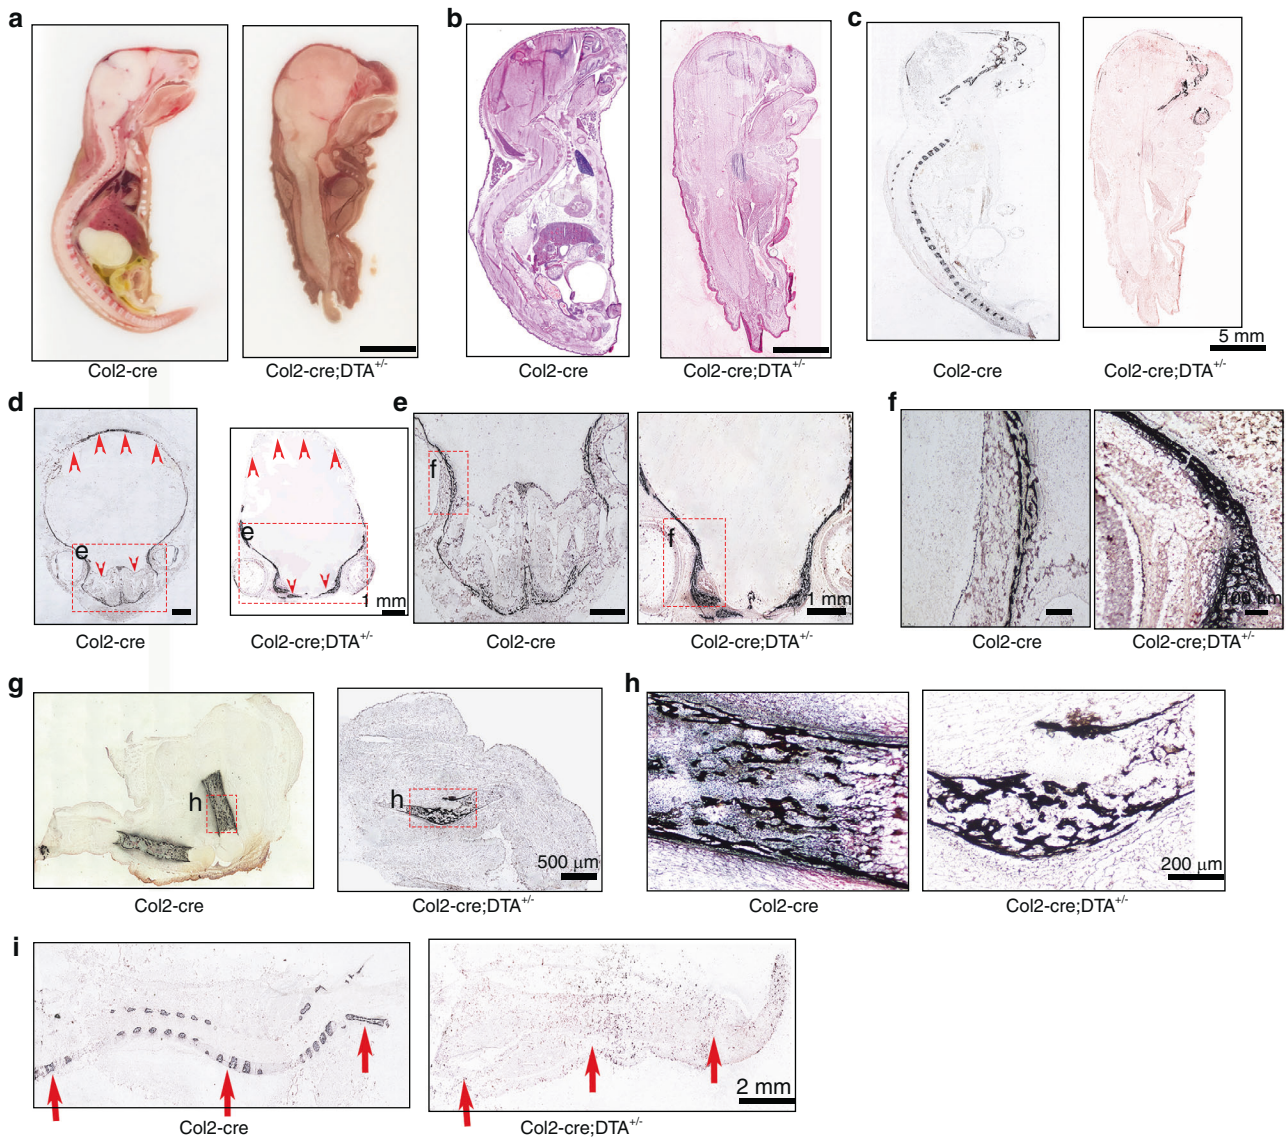 a
b
c
Col2-cre
Col2-cre;DTA+/-
Col2-cre
Col2-cre;DTA+/-
5 mm
Col2-cre
Col2-cre;DTA+/-
d
e
f
e
e
1 mm
f
f
1 mm
100 µm
Col2-cre
Col2-cre;DTA+/-
Col2-cre
Col2-cre;DTA+/-
Col2-cre
Col2-cre;DTA+/-
g
h
h
h
500 µm
200 µm
Col2-cre
Col2-cre;DTA+/-
Col2-cre
Col2-cre;DTA+/-
i
2 mm
Col2-cre
Col2-cre;DTA+/-